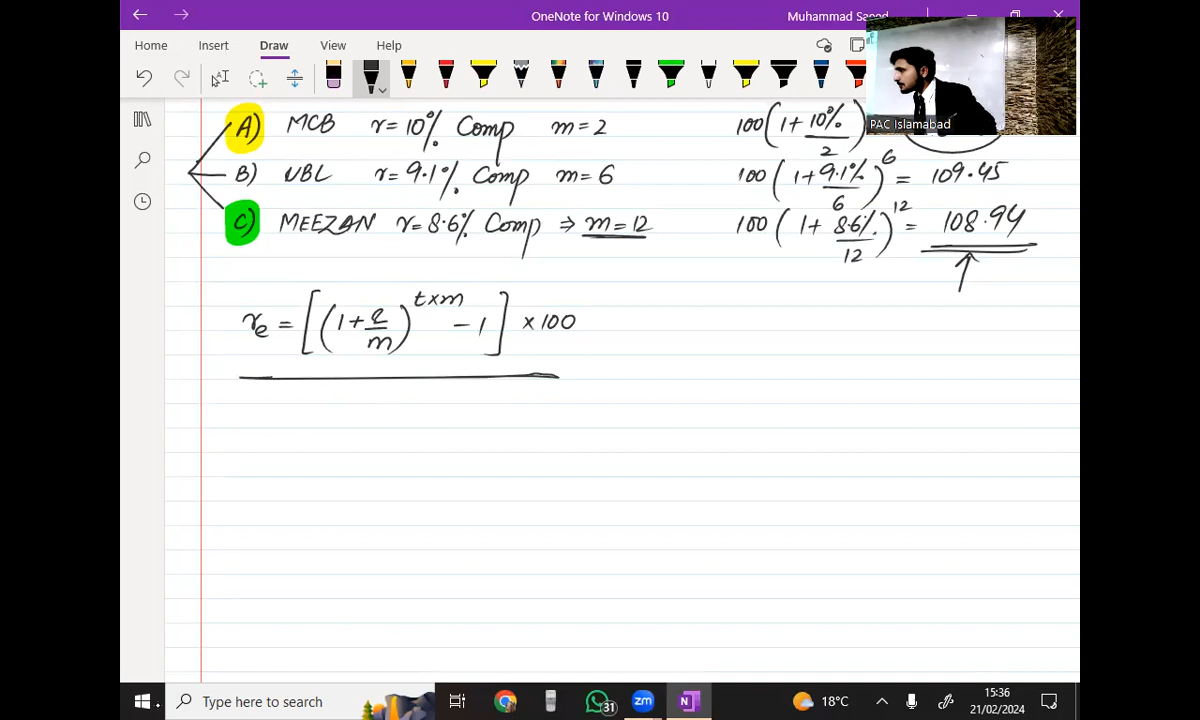 OneNote for Windows 10
Muhammad Saeed
Home Insert Draw View Help
PAC Islamabad
A) MCB r = 10% Comp m = 2 100(1 + 10%/2)
B) UBL r = 9.1% Comp m = 6 100(1 + 9.1%/6)^6 = 109.45
C) MEEZAN r = 8.6% Comp ⇒ m = 12 100(1 + 8.6%/12)^12 = 108.94
r_e = [(1 + r/m)^(t×m) − 1] × 100
Type here to search
31
zm
N
18°C
15:36
21/02/2024